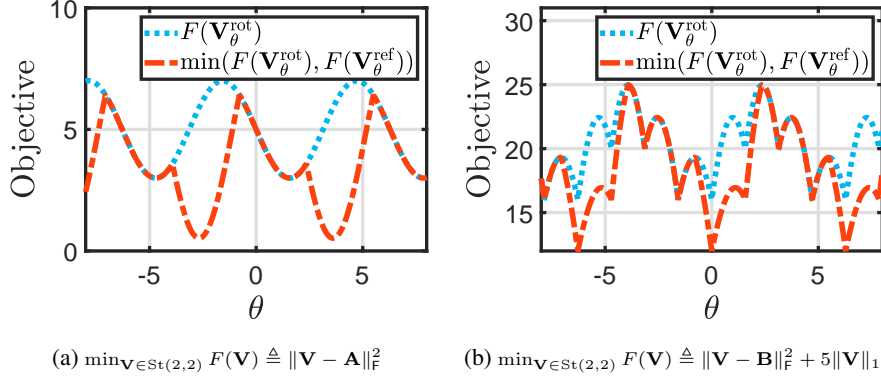 10
5
0
Objective
-5 0 5
θ
F(V_θ^rot)
min(F(V_θ^rot), F(V_θ^ref))
30
25
20
15
Objective
-5 0 5
θ
F(V_θ^rot)
min(F(V_θ^rot), F(V_θ^ref))
(a) min_{V∈St(2,2)} F(V) ≜ ‖V − A‖_F^2
(b) min_{V∈St(2,2)} F(V) ≜ ‖V − B‖_F^2 + 5‖V‖_1